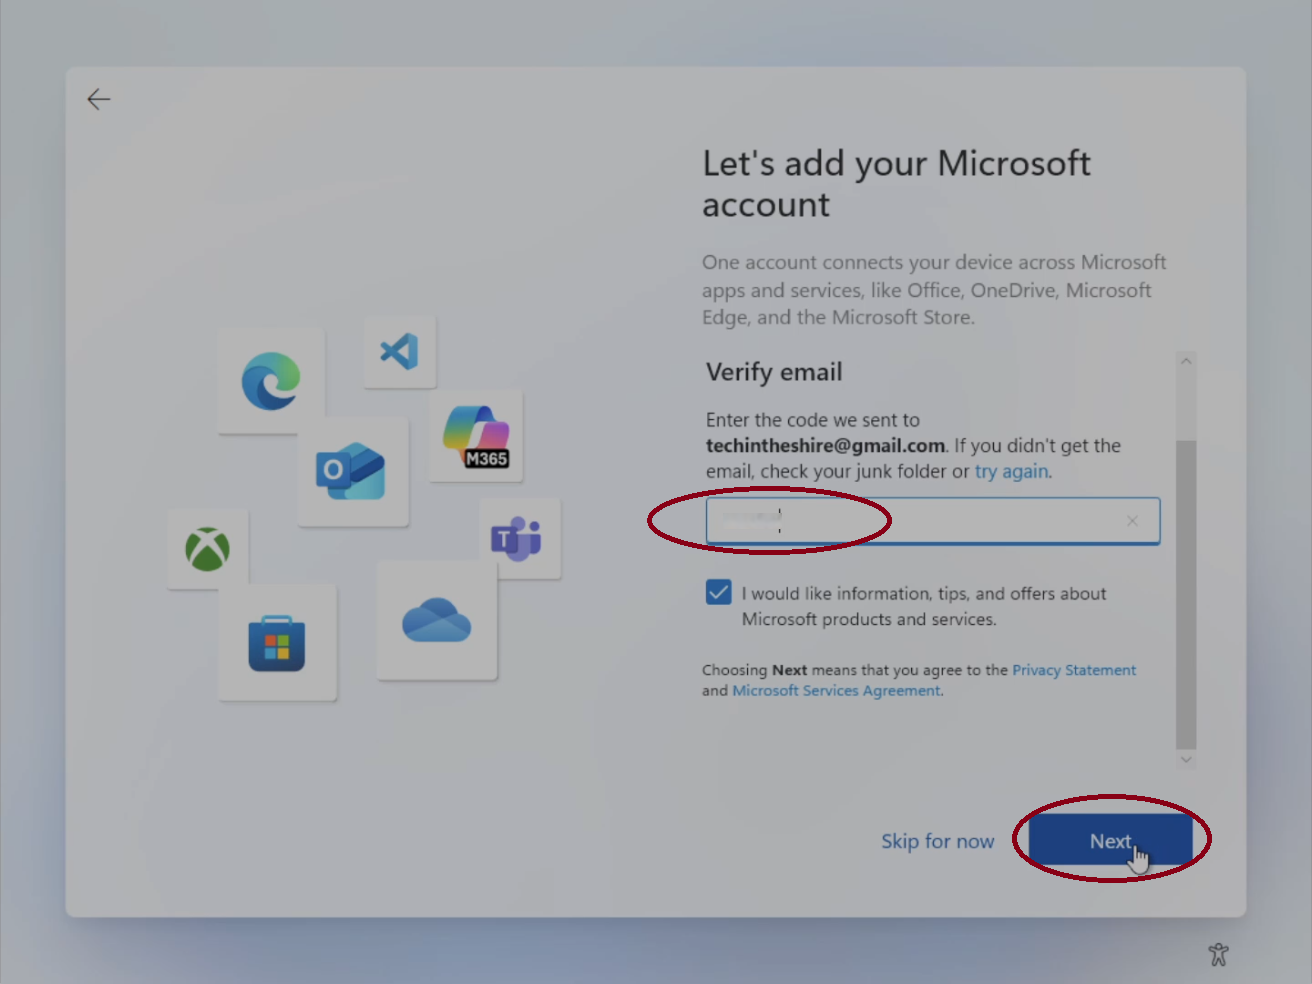 Let's add your Microsoft
account
One account connects your device across Microsoft
apps and services, like Office, OneDrive, Microsoft
Edge, and the Microsoft Store.
Verify email
Enter the code we sent to
techintheshire@gmail.com. If you didn't get the
email, check your junk folder or try again.
I would like information, tips, and offers about
Microsoft products and services.
Choosing Next means that you agree to the Privacy Statement
and Microsoft Services Agreement.
Skip for now
Next
M365
O
T